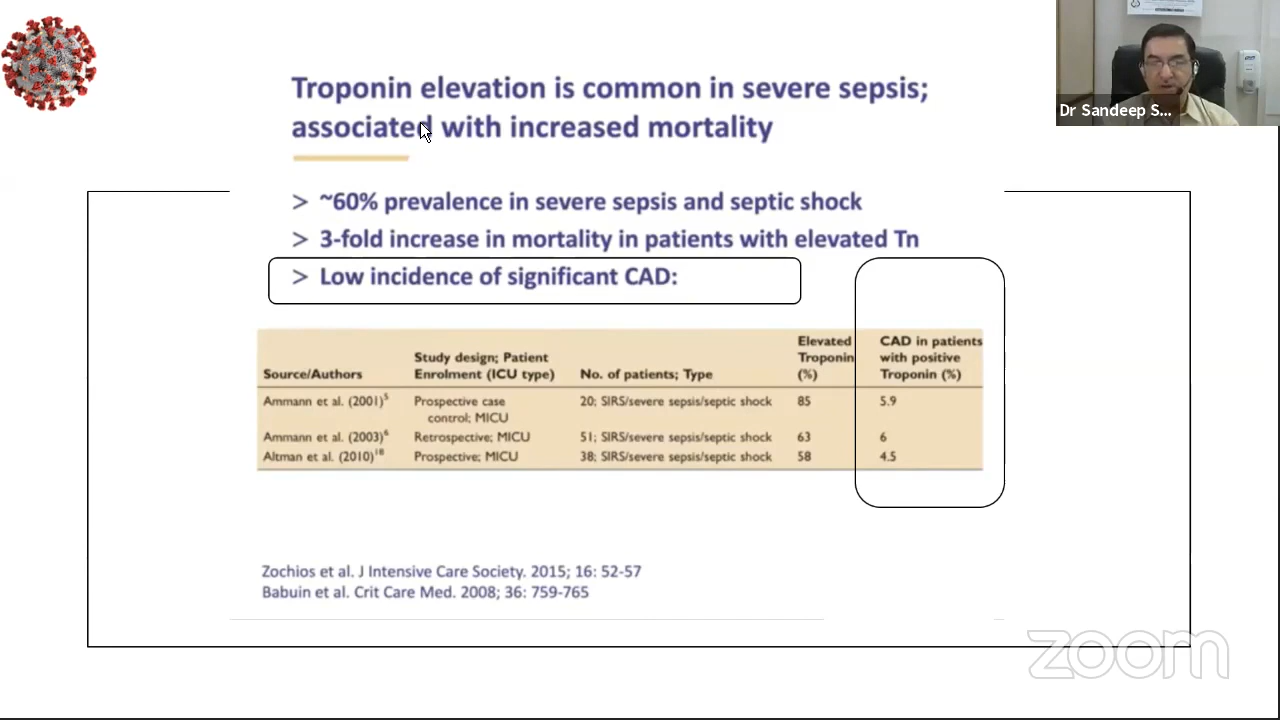 Troponin elevation is common in severe sepsis;
associated with increased mortality
> ~60% prevalence in severe sepsis and septic shock
> 3-fold increase in mortality in patients with elevated Tn
> Low incidence of significant CAD:
Source/Authors
Study design; Patient
Enrolment (ICU type)
No. of patients; Type
Elevated
Troponin
(%)
CAD in patients
with positive
Troponin (%)
Ammann et al. (2001)⁵ Prospective case 20; SIRS/severe sepsis/septic shock 85 5.9
control; MICU
Ammann et al. (2003)⁶ Retrospective; MICU 51; SIRS/severe sepsis/septic shock 63 6
Altman et al. (2010)¹⁸ Prospective; MICU 38; SIRS/severe sepsis/septic shock 58 4.5
Zochios et al. J Intensive Care Society. 2015; 16: 52-57
Babuin et al. Crit Care Med. 2008; 36: 759-765
Dr Sandeep S...
zoom